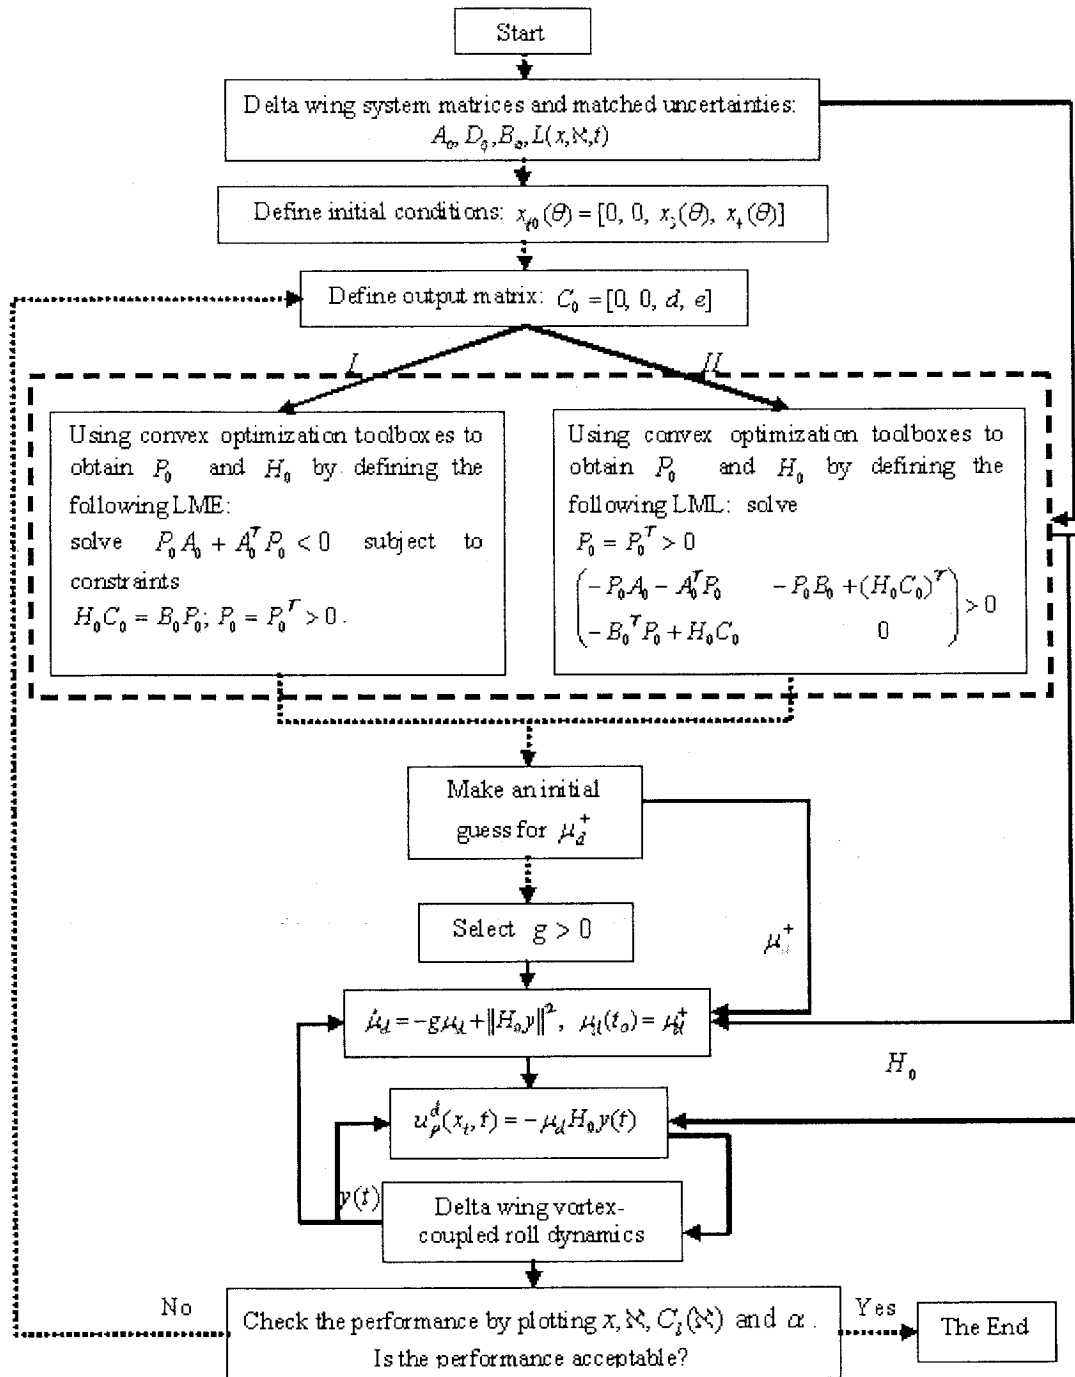 Start
Delta wing system matrices and matched uncertainties:
A₀, D₀, B₀, L(x,ℵ,t)
Define initial conditions: x_{t0}(θ) = [0, 0, x₃(θ), x₄(θ)]
Define output matrix: C₀ = [0, 0, d, e]
I
II
Using convex optimization toolboxes to
obtain P₀ and H₀ by defining the
following LME:
solve P₀A₀ + A₀ᵀP₀ < 0 subject to
constraints
H₀C₀ = B₀P₀; P₀ = P₀ᵀ > 0.
Using convex optimization toolboxes to
obtain P₀ and H₀ by defining the
following LML: solve
P₀ = P₀ᵀ > 0
(−P₀A₀ − A₀ᵀP₀ −P₀B₀ + (H₀C₀)ᵀ
−B₀ᵀP₀ + H₀C₀ 0) > 0
Make an initial
guess for μ_d⁺
Select g > 0
μ_d⁺
μ̇_d = −gμ_d + ‖H₀y‖², μ_d(t₀) = μ_d⁺
H₀
u_p^d(x_t, t) = −μ_d H₀ y(t)
y(t)
Delta wing vortex-
coupled roll dynamics
No
Check the performance by plotting x, ℵ, C_l(ℵ) and α.
Is the performance acceptable?
Yes
The End